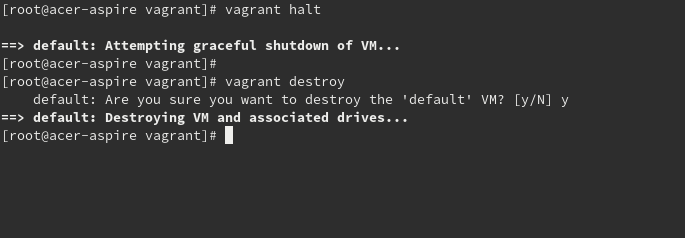 [root@acer-aspire vagrant]# vagrant halt
==> default: Attempting graceful shutdown of VM...
[root@acer-aspire vagrant]#
[root@acer-aspire vagrant]# vagrant destroy
    default: Are you sure you want to destroy the 'default' VM? [y/N] y
==> default: Destroying VM and associated drives...
[root@acer-aspire vagrant]#